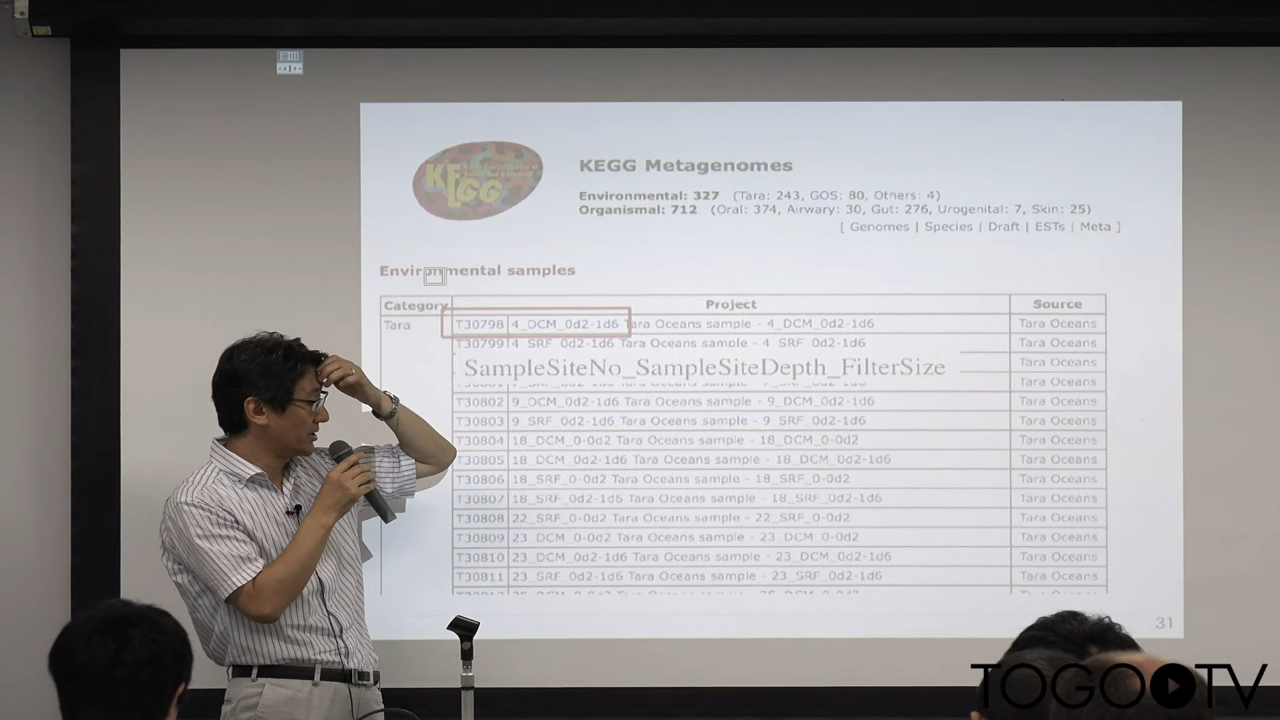 KEGG
KEGG Metagenomes
Environmental: 327 (Tara: 243, GOS: 80, Others: 4)
Organismal: 712 (Oral: 374, Airwary: 30, Gut: 276, Urogenital: 7, Skin: 25)
[ Genomes | Species | Draft | ESTs | Meta ]
Environmental samples
Category Project Source
Tara T30798 4_DCM_0d2-1d6 Tara Oceans sample - 4_DCM_0d2-1d6 Tara Oceans
T30799 4_SRF_0d2-1d6 Tara Oceans sample - 4_SRF_0d2-1d6 Tara Oceans
SampleSiteNo_SampleSiteDepth_FilterSize Tara Oceans
Tara Oceans
T30802 9_DCM_0d2-1d6 Tara Oceans sample - 9_DCM_0d2-1d6 Tara Oceans
T30803 9_SRF_0d2-1d6 Tara Oceans sample - 9_SRF_0d2-1d6 Tara Oceans
T30804 18_DCM_0-0d2 Tara Oceans sample - 18_DCM_0-0d2 Tara Oceans
T30805 18_DCM_0d2-1d6 Tara Oceans sample - 18_DCM_0d2-1d6 Tara Oceans
T30806 18_SRF_0-0d2 Tara Oceans sample - 18_SRF_0-0d2 Tara Oceans
T30807 18_SRF_0d2-1d6 Tara Oceans sample - 18_SRF_0d2-1d6 Tara Oceans
T30808 22_SRF_0-0d2 Tara Oceans sample - 22_SRF_0-0d2 Tara Oceans
T30809 23_DCM_0-0d2 Tara Oceans sample - 23_DCM_0-0d2 Tara Oceans
T30810 23_DCM_0d2-1d6 Tara Oceans sample - 23_DCM_0d2-1d6 Tara Oceans
T30811 23_SRF_0d2-1d6 Tara Oceans sample - 23_SRF_0d2-1d6 Tara Oceans
31
TOGOTV